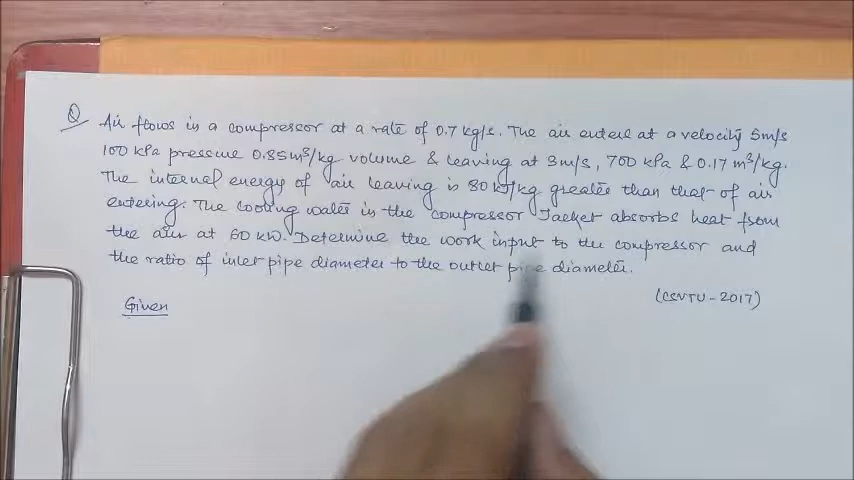 Q Air flows in a compressor at a rate of 0.7 kg/s. The air enters at a velocity 5m/s
100 kPa pressure 0.85m³/kg volume & leaving at 3m/s, 700 kPa & 0.17 m³/kg.
The internal energy of air leaving is 80 kJ/kg greater than that of air
entering. The cooling water in the compressor Jacket absorbs heat from
the air at 60 kW. Determine the work input to the compressor and
the ratio of inlet pipe diameter to the outlet pipe diameter.
(CSVTU-2017)
Given